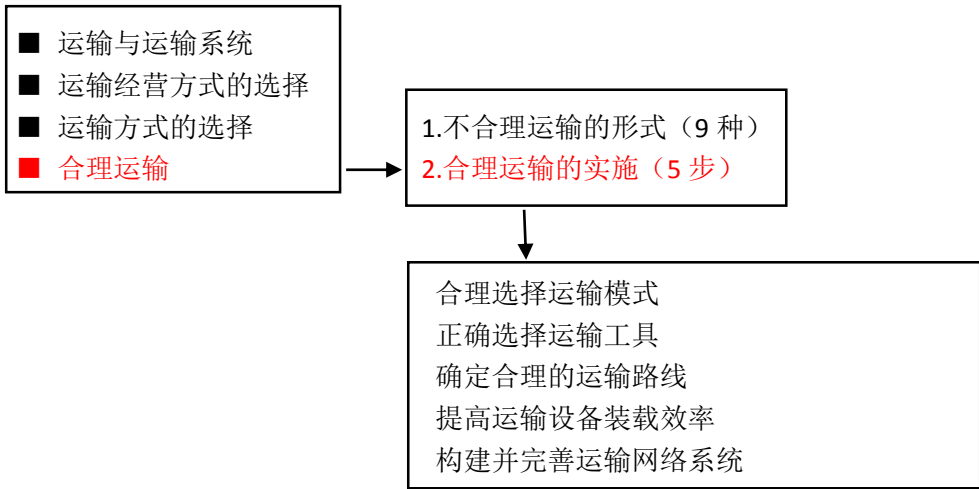 ■ 运输与运输系统
■ 运输经营方式的选择
■ 运输方式的选择
■ 合理运输
1.不合理运输的形式（9 种）
2.合理运输的实施（5 步）
合理选择运输模式
正确选择运输工具
确定合理的运输路线
提高运输设备装载效率
构建并完善运输网络系统